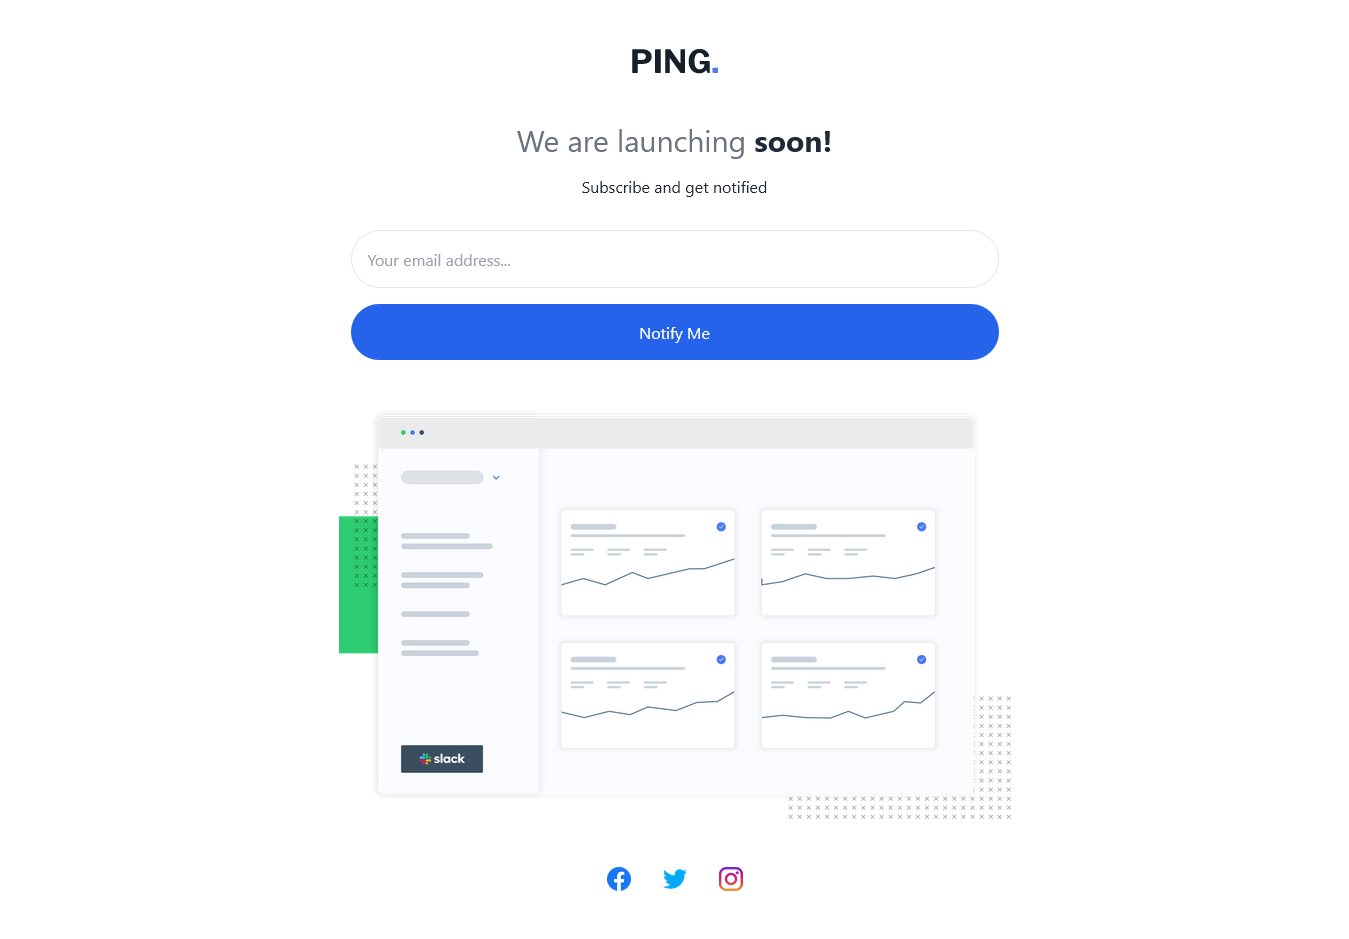 PING.
We are launching soon!
Subscribe and get notified
Your email address...
Notify Me
slack